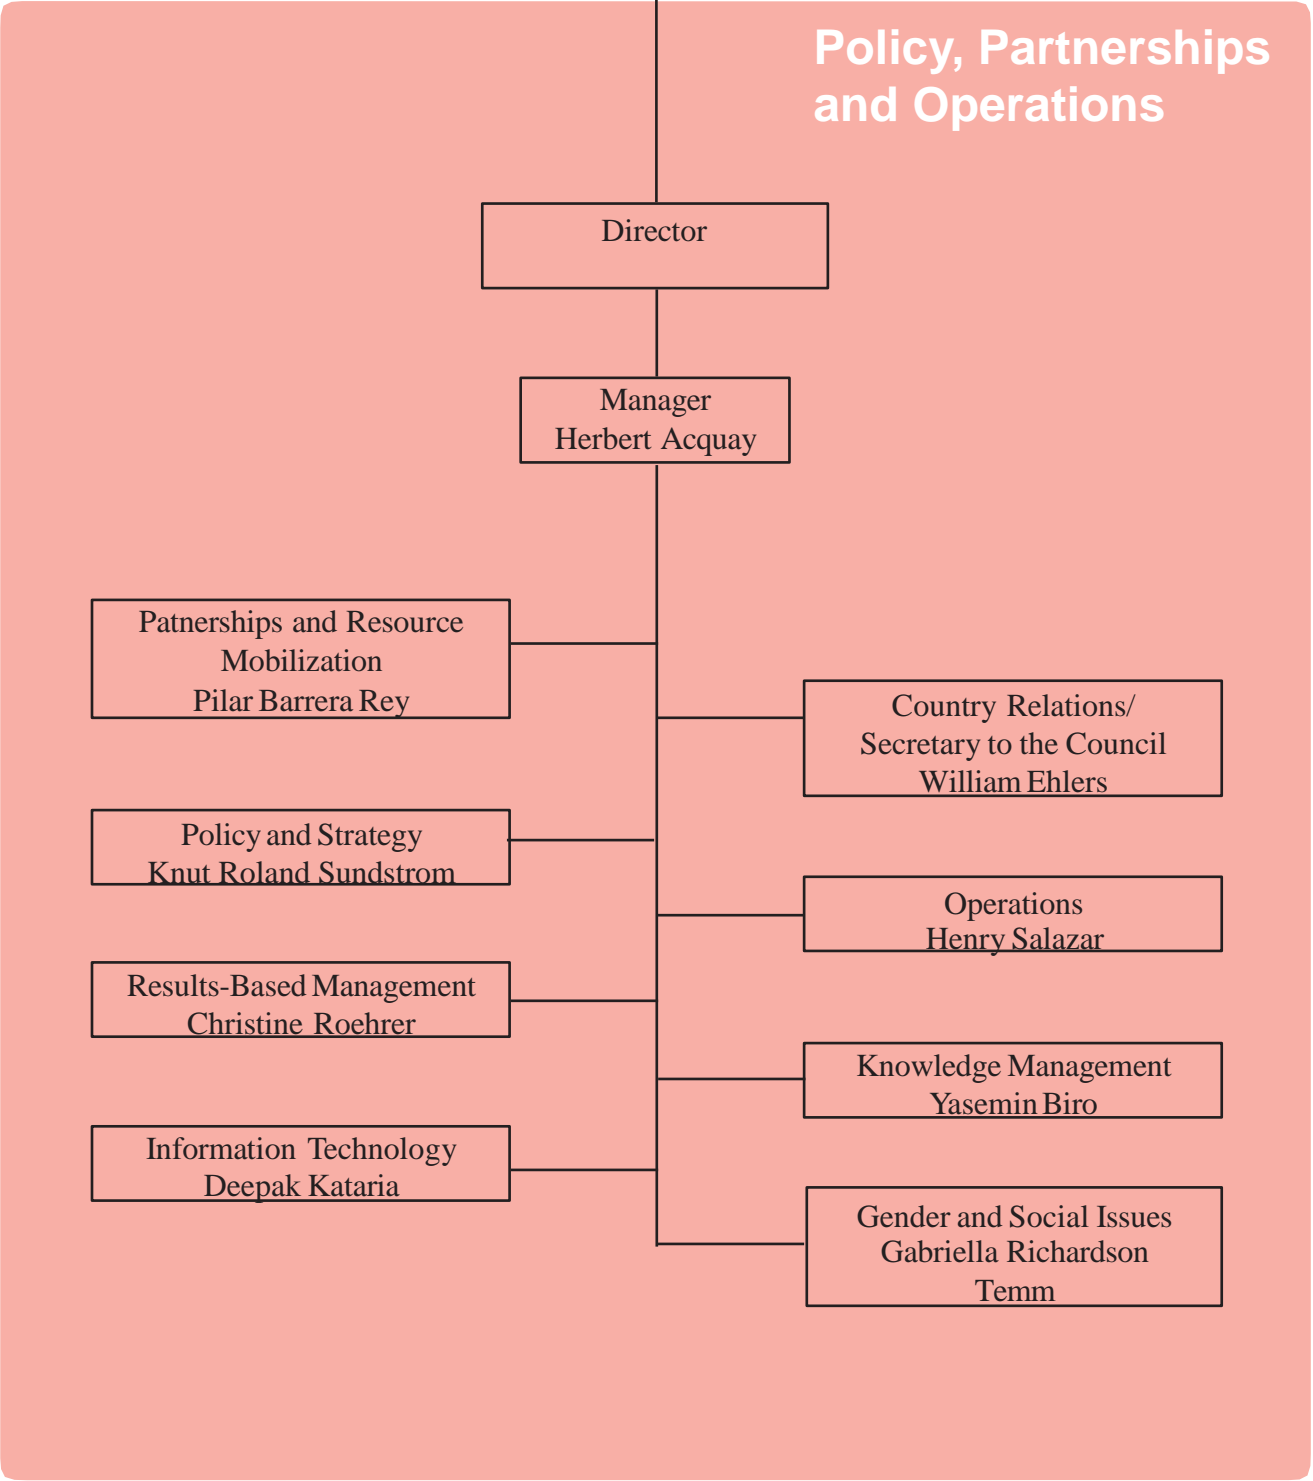 Policy, Partnerships
and Operations
Director
Manager
Herbert Acquay
Patnerships and Resource
Mobilization
Pilar Barrera Rey
Country Relations/
Secretary to the Council
William Ehlers
Policy and Strategy
Knut Roland Sundstrom
Operations
Henry Salazar
Results-Based Management
Christine Roehrer
Knowledge Management
Yasemin Biro
Information Technology
Deepak Kataria
Gender and Social Issues
Gabriella Richardson
Temm